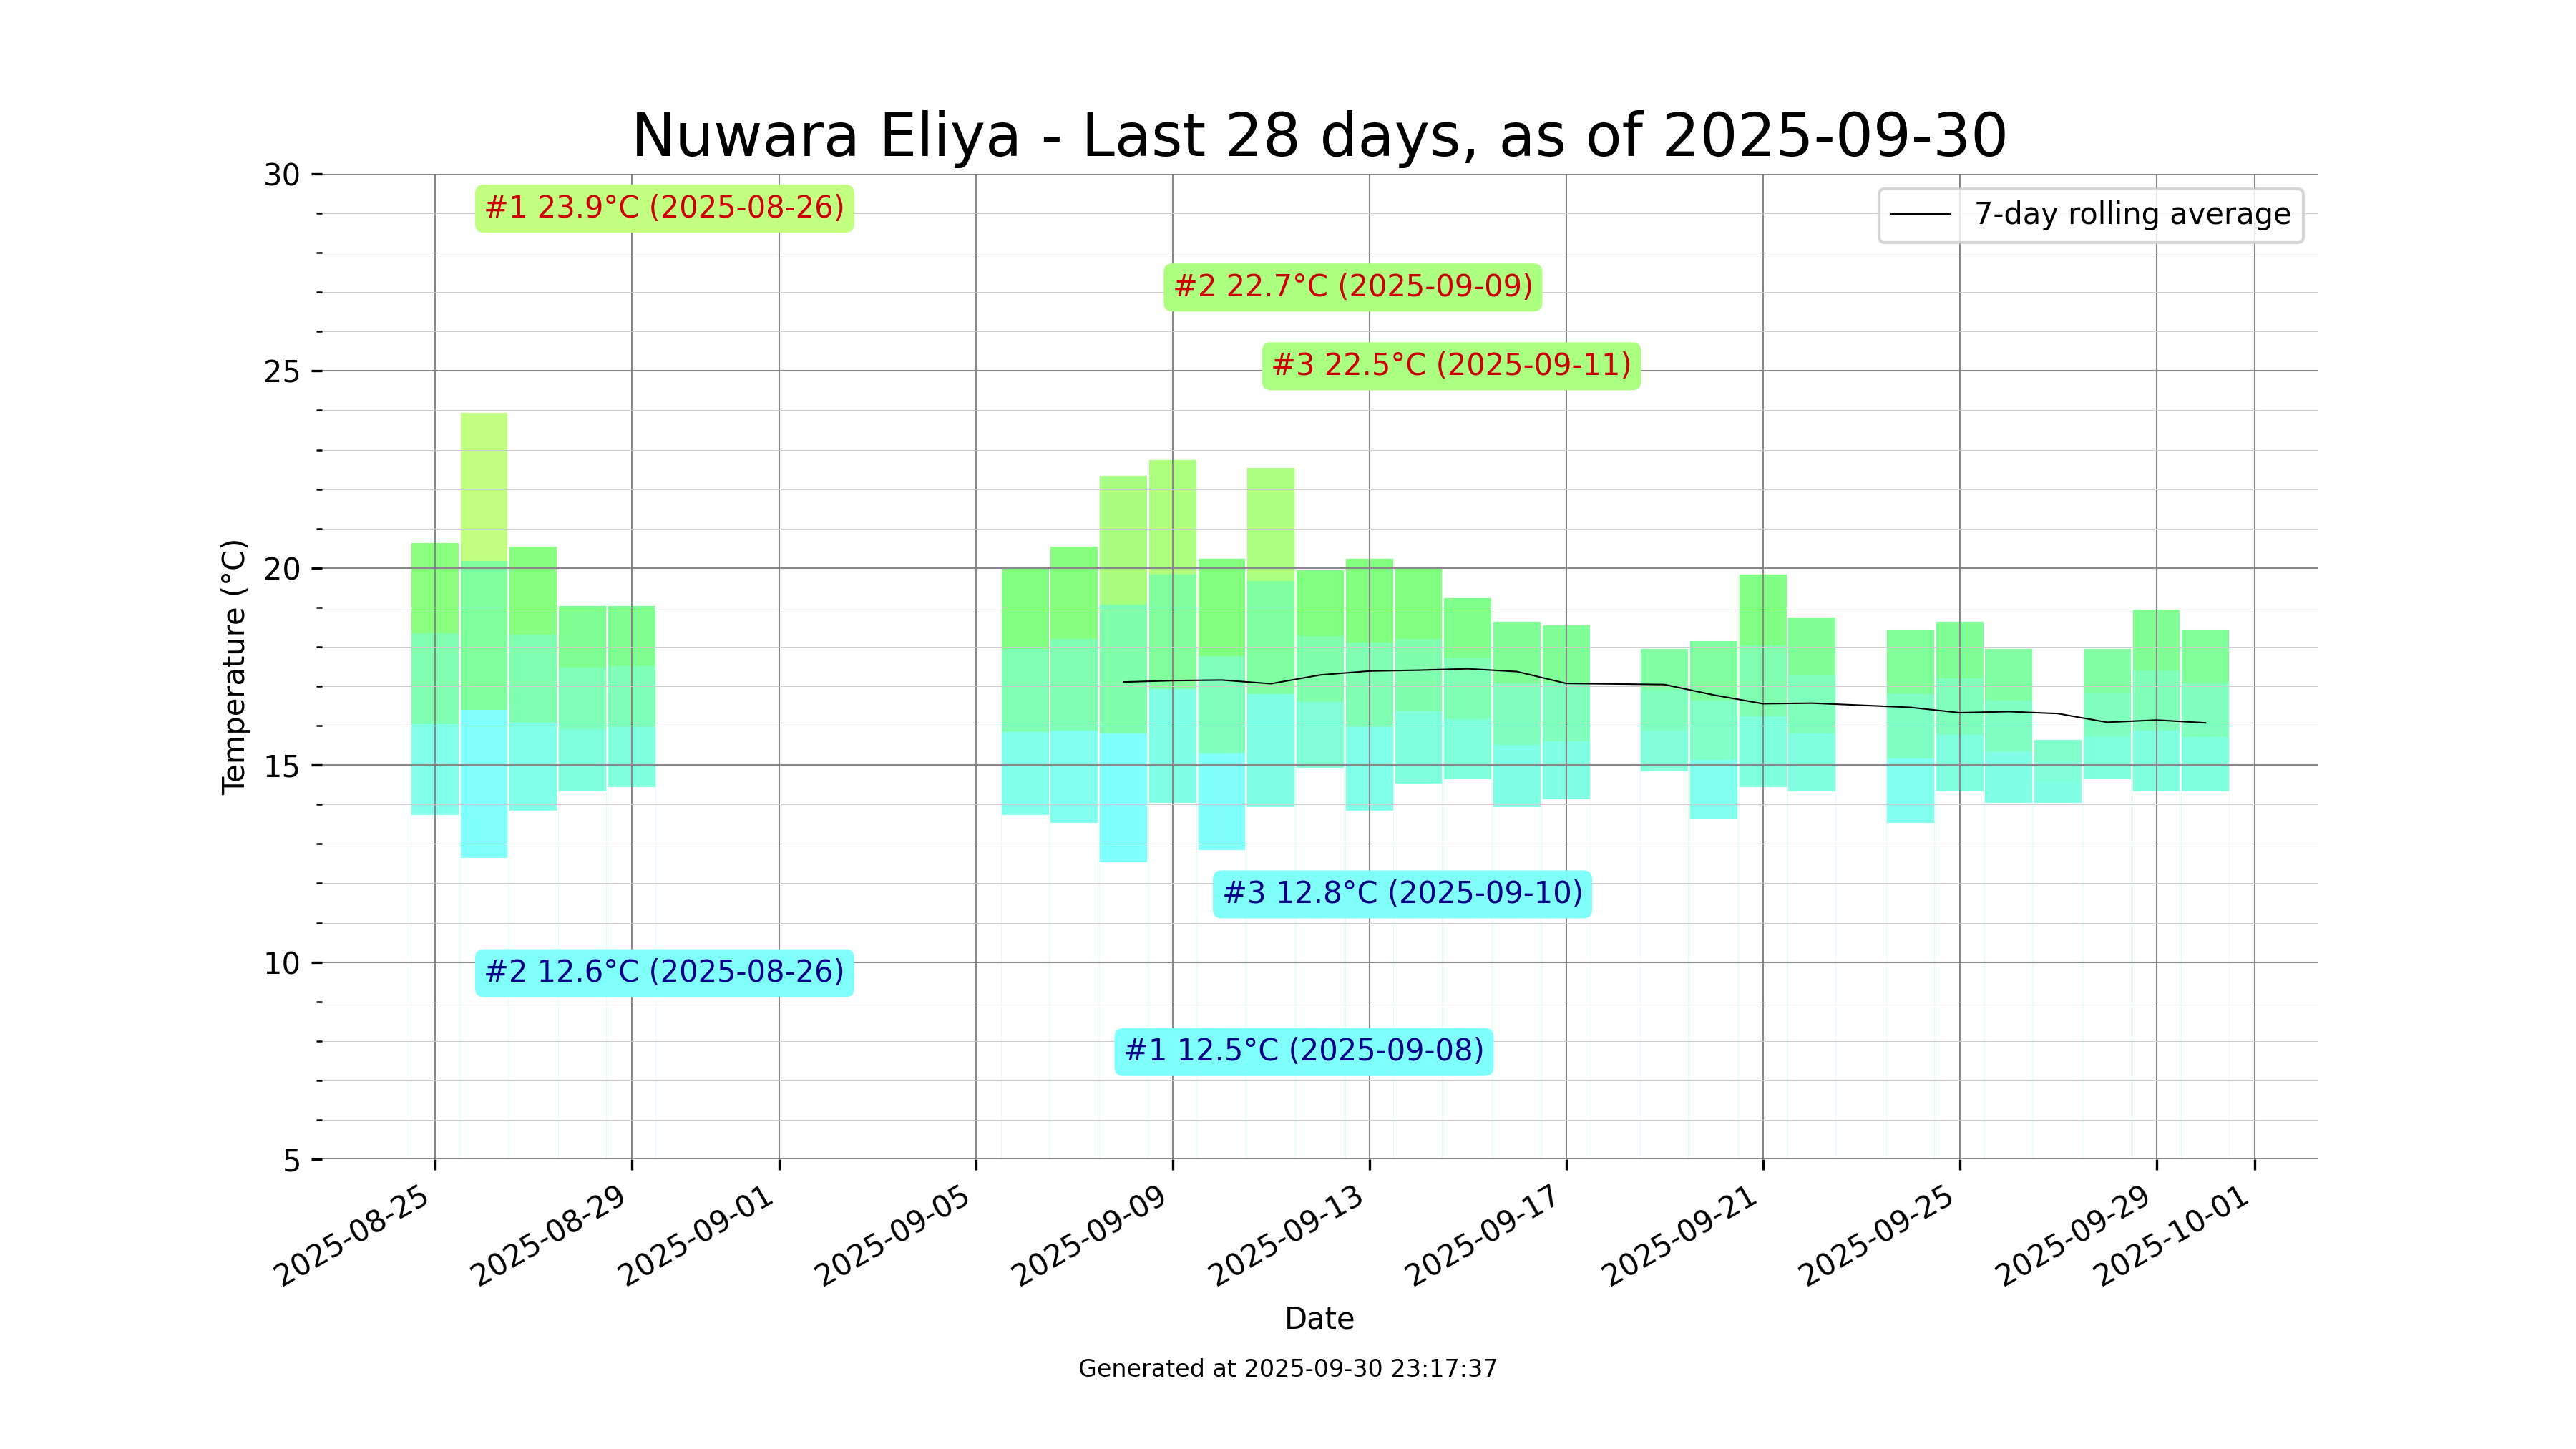 Nuwara Eliya - Last 28 days, as of 2025-09-30
30
25
20
15
10
5
Temperature (°C)
#1 23.9°C (2025-08-26)
7-day rolling average
#2 22.7°C (2025-09-09)
#3 22.5°C (2025-09-11)
#3 12.8°C (2025-09-10)
#2 12.6°C (2025-08-26)
#1 12.5°C (2025-09-08)
2025-08-25
2025-08-29
2025-09-01
2025-09-05
2025-09-09
2025-09-13
2025-09-17
2025-09-21
2025-09-25
2025-09-29
2025-10-01
Date
Generated at 2025-09-30 23:17:37